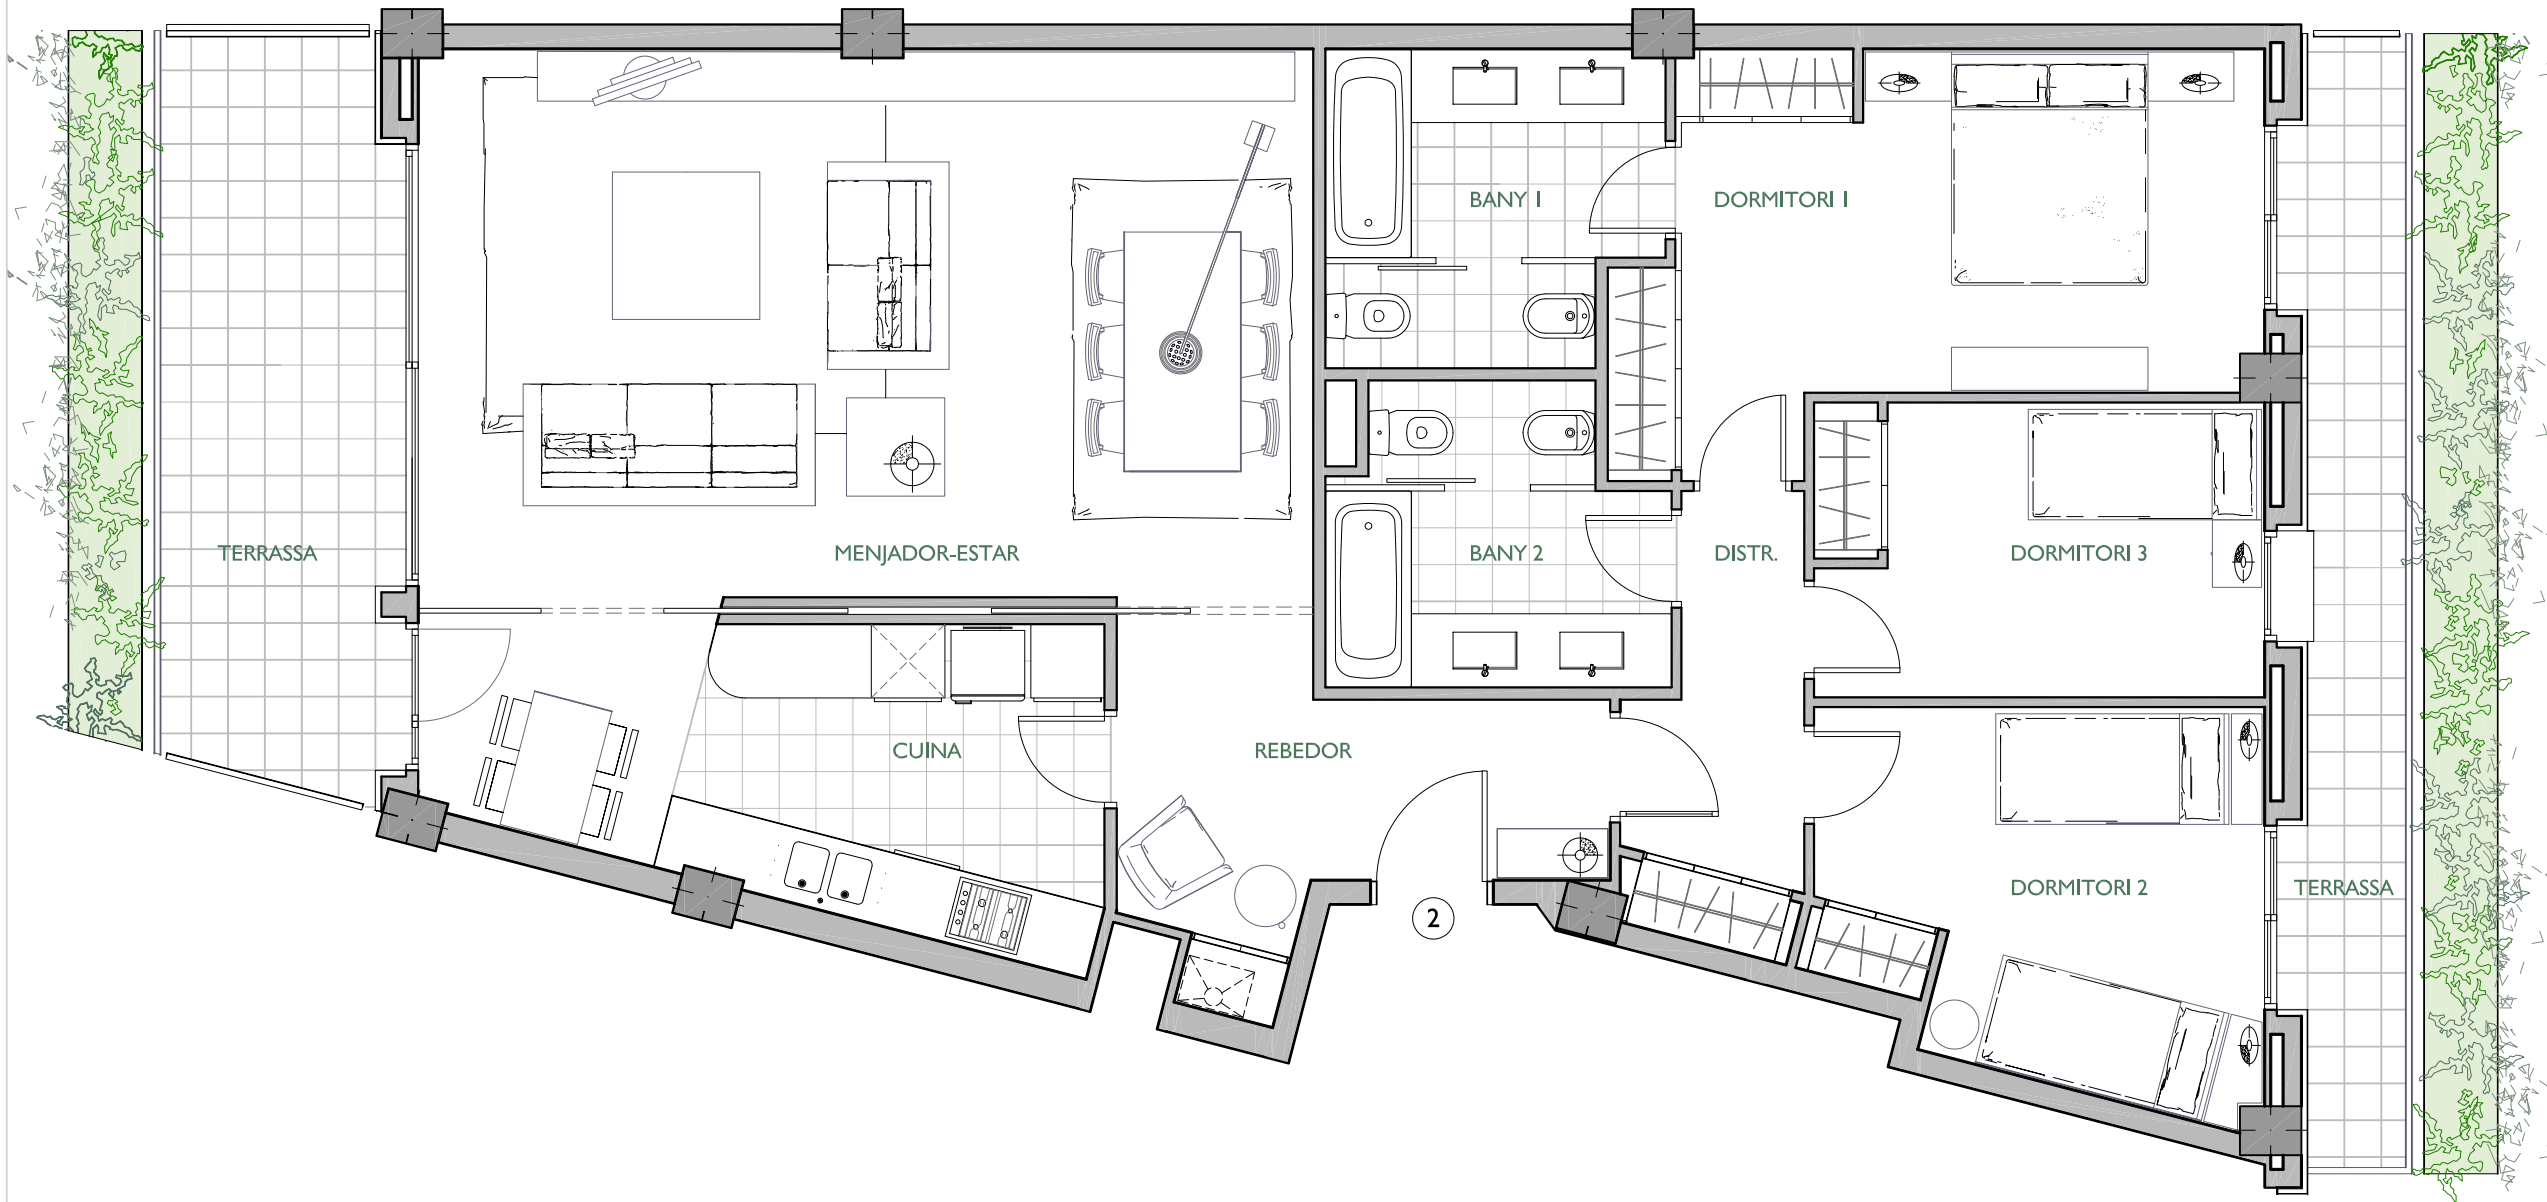 BANY 1
DORMITORI 1
TERRASSA
MENJADOR-ESTAR
BANY 2
DISTR.
DORMITORI 3
CUINA
REBEDOR
DORMITORI 2
TERRASSA
2